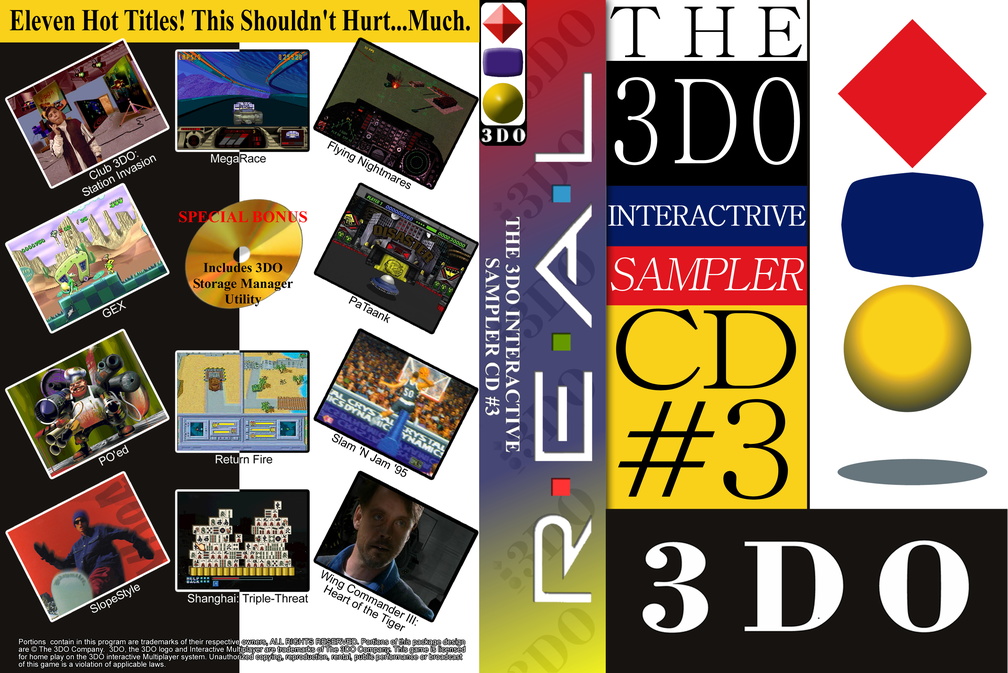 Eleven Hot Titles! This Shouldn't Hurt...Much.
Club 3DO:
Station Invasion
MegaRace
Flying Nightmares
GEX
SPECIAL BONUS
Includes 3DO
Storage Manager
Utility
PaTaank
PO'ed
Return Fire
Slam 'N Jam '95
SlopeStyle
Shanghai: Triple-Threat
Wing Commander III:
Heart of the Tiger
Portions contain in this program are trademarks of their respective owners, ALL RIGHTS RESERVED. Portions of this package design
are © The 3DO Company. 3DO, the 3DO logo and Interactive Multiplayer are trademarks of The 3DO Company. This game is licensed
for home play on the 3DO interactive Multiplayer system. Unauthorized copying, reproduction, rental, public performance or broadcast
of this game is a violation of applicable laws.
3DO
THE 3DO INTERACTIVE
SAMPLER CD #3
R·E·A·L
THE
3DO
INTERACTRIVE
SAMPLER
CD
#3
3DO